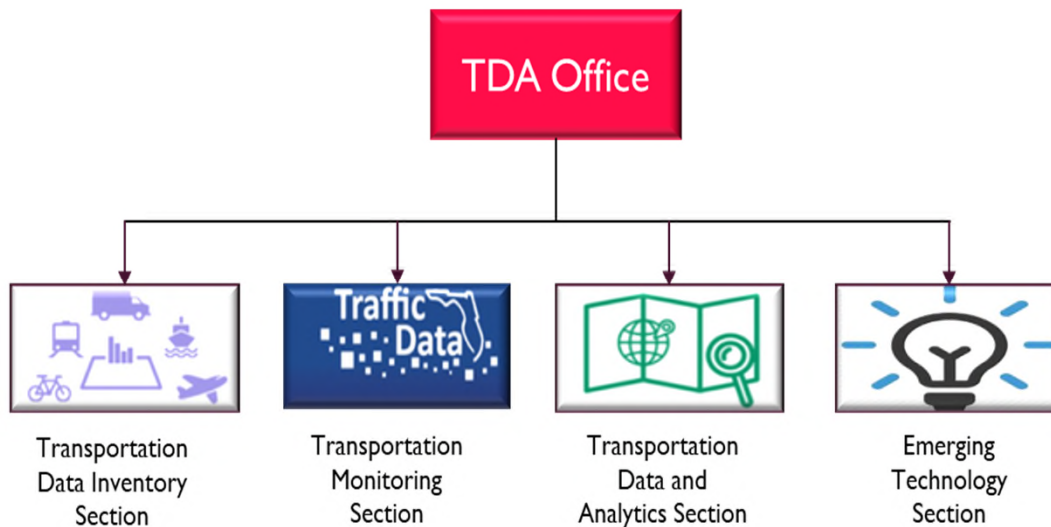 TDA Office
Traffic
Data
Transportation
Data Inventory
Section
Transportation
Monitoring
Section
Transportation
Data and
Analytics Section
Emerging
Technology
Section